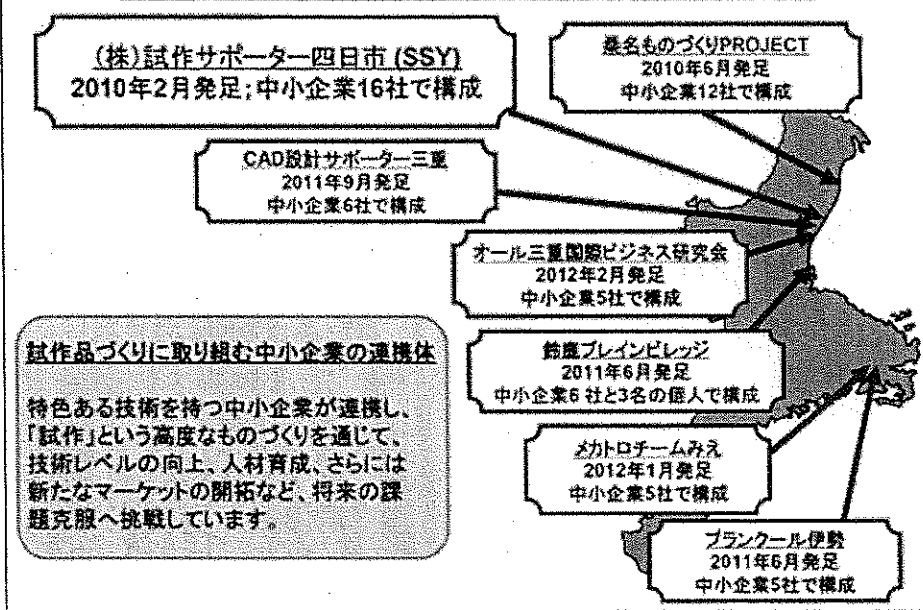 (株)試作サポーター四日市 (SSY)
2010年2月発足;中小企業16社で構成
桑名ものづくりPROJECT
2010年6月発足
中小企業12社で構成
CAD設計サポーター三重
2011年9月発足
中小企業6社で構成
オール三重国際ビジネス研究会
2012年2月発足
中小企業5社で構成
鈴鹿ブレインビレッジ
2011年6月発足
中小企業6 社と3名の個人で構成
メカトロチームみえ
2012年1月発足
中小企業5社で構成
ブランクール伊勢
2011年6月発足
中小企業5社で構成
試作品づくりに取り組む中小企業の連携体
特色ある技術を持つ中小企業が連携し、
「試作」という高度なものづくりを通じて、
技術レベルの向上、人材育成、さらには
新たなマーケットの開拓など、将来の課
題克服へ挑戦しています。